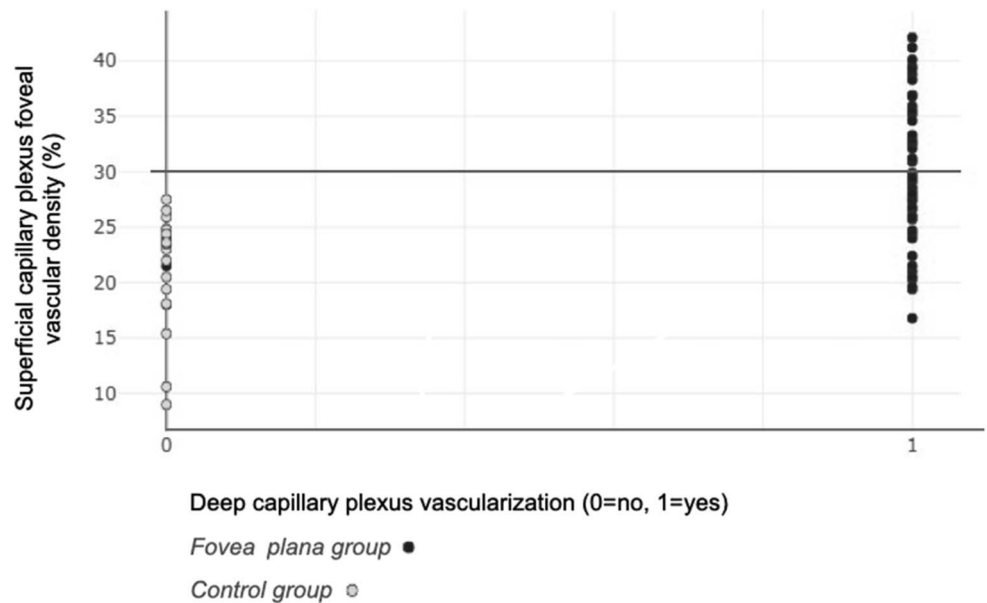 Superficial capillary plexus foveal
vascular density (%)
40
35
30
25
20
15
10
0
1
Deep capillary plexus vascularization (0=no, 1=yes)
Fovea plana group
Control group